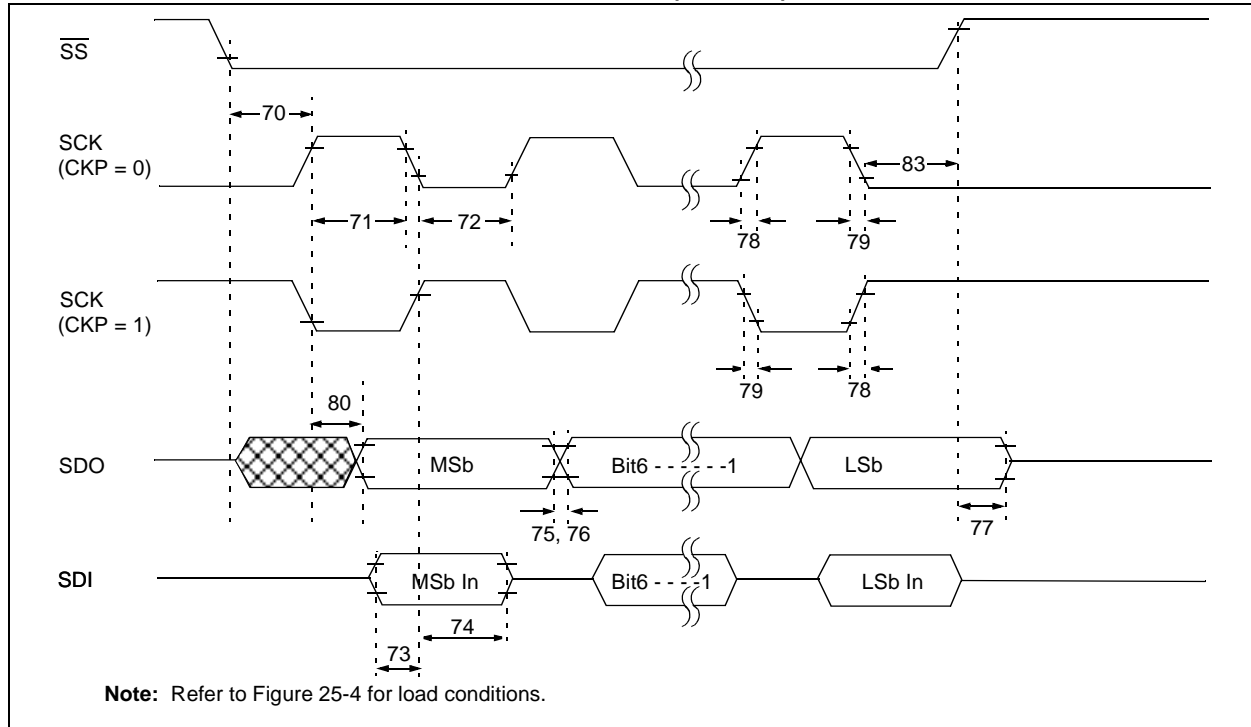 SS
70
SCK
(CKP = 0)
83
71
72
78
79
SCK
(CKP = 1)
79
78
80
SDO
MSb
Bit6 - - - - - -1
LSb
75, 76
77
SDI
MSb In
Bit6 - - - -1
LSb In
74
73
Note: Refer to Figure 25-4 for load conditions.